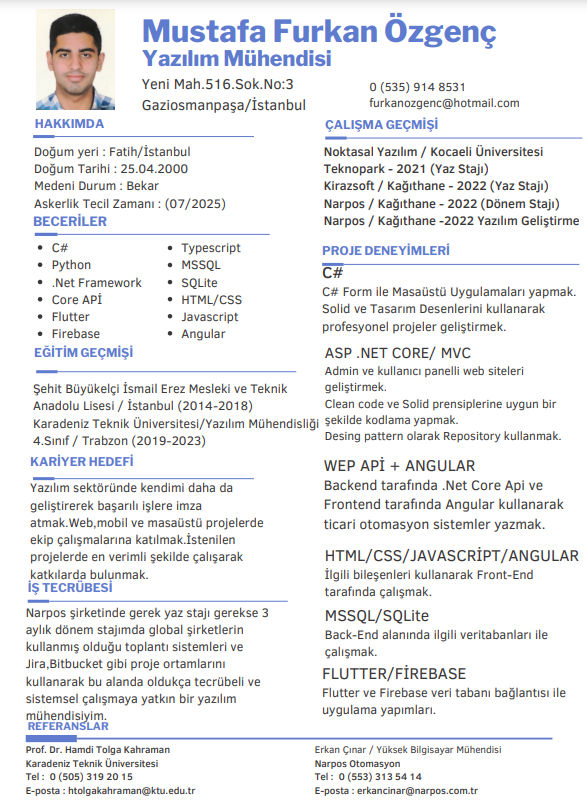 Mustafa Furkan Özgenç
Yazılım Mühendisi
Yeni Mah.516.Sok.No:3
Gaziosmanpaşa/İstanbul
0 (535) 914 8531
furkanozgenc@hotmail.com
HAKKIMDA
Doğum yeri : Fatih/İstanbul
Doğum Tarihi : 25.04.2000
Medeni Durum : Bekar
Askerlik Tecil Zamanı : (07/2025)
BECERİLER
C#
Python
.Net Framework
Core APİ
Flutter
Firebase
Typescript
MSSQL
SQLite
HTML/CSS
Javascript
Angular
EĞİTİM GEÇMİŞİ
Şehit Büyükelçi İsmail Erez Mesleki ve Teknik
Anadolu Lisesi / İstanbul (2014-2018)
Karadeniz Teknik Üniversitesi/Yazılım Mühendisliği
4.Sınıf / Trabzon (2019-2023)
KARİYER HEDEFİ
Yazılım sektöründe kendimi daha da
geliştirerek başarılı işlere imza
atmak.Web,mobil ve masaüstü projelerde
ekip çalışmalarına katılmak.İstenilen
projelerde en verimli şekilde çalışarak
katkılarda bulunmak.
İŞ TECRÜBESİ
Narpos şirketinde gerek yaz stajı gerekse 3
aylık dönem stajımda global şirketlerin
kullanmış olduğu toplantı sistemleri ve
Jira,Bitbucket gibi proje ortamlarını
kullanarak bu alanda oldukça tecrübeli ve
sistemsel çalışmaya yatkın bir yazılım
mühendisiyim.
ÇALIŞMA GEÇMİŞİ
Noktasal Yazılım / Kocaeli Üniversitesi
Teknopark - 2021 (Yaz Stajı)
Kirazsoft / Kağıthane - 2022 (Yaz Stajı)
Narpos / Kağıthane - 2022 (Dönem Stajı)
Narpos / Kağıthane -2022 Yazılım Geliştirme
PROJE DENEYİMLERİ
C#
C# Form ile Masaüstü Uygulamaları yapmak.
Solid ve Tasarım Desenlerini kullanarak
profesyonel projeler geliştirmek.
ASP .NET CORE/ MVC
Admin ve kullanıcı panelli web siteleri
geliştirmek.
Clean code ve Solid prensiplerine uygun bir
şekilde kodlama yapmak.
Desing pattern olarak Repository kullanmak.
WEP APİ + ANGULAR
Backend tarafında .Net Core Api ve
Frontend tarafında Angular kullanarak
ticari otomasyon sistemler yazmak.
HTML/CSS/JAVASCRİPT/ANGULAR
İlgili bileşenleri kullanarak Front-End
tarafında çalışmak.
MSSQL/SQLite
Back-End alanında ilgili veritabanları ile
çalışmak.
FLUTTER/FİREBASE
Flutter ve Firebase veri tabanı bağlantısı ile
uygulama yapımları.
REFERANSLAR
Prof. Dr. Hamdi Tolga Kahraman
Karadeniz Teknik Üniversitesi
Tel : 0 (505) 319 20 15
E-posta : htolgakahraman@ktu.edu.tr
Erkan Çınar / Yüksek Bilgisayar Mühendisi
Narpos Otomasyon
Tel : 0 (553) 313 54 14
E-posta : erkancinar@narpos.com.tr